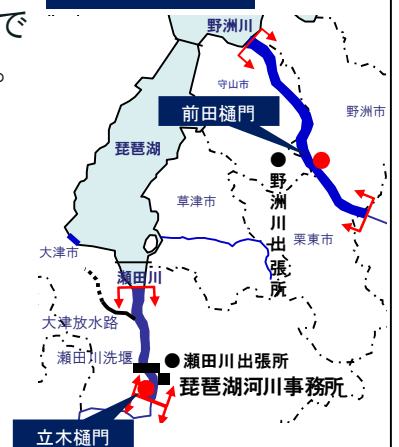 で
。
野洲川
守山市
野洲市
前田樋門
琵琶湖
野洲川出張所
草津市
栗東市
大津市
瀬田川
大津放水路
瀬田川洗堰
瀬田川出張所
琵琶湖河川事務所
立木樋門